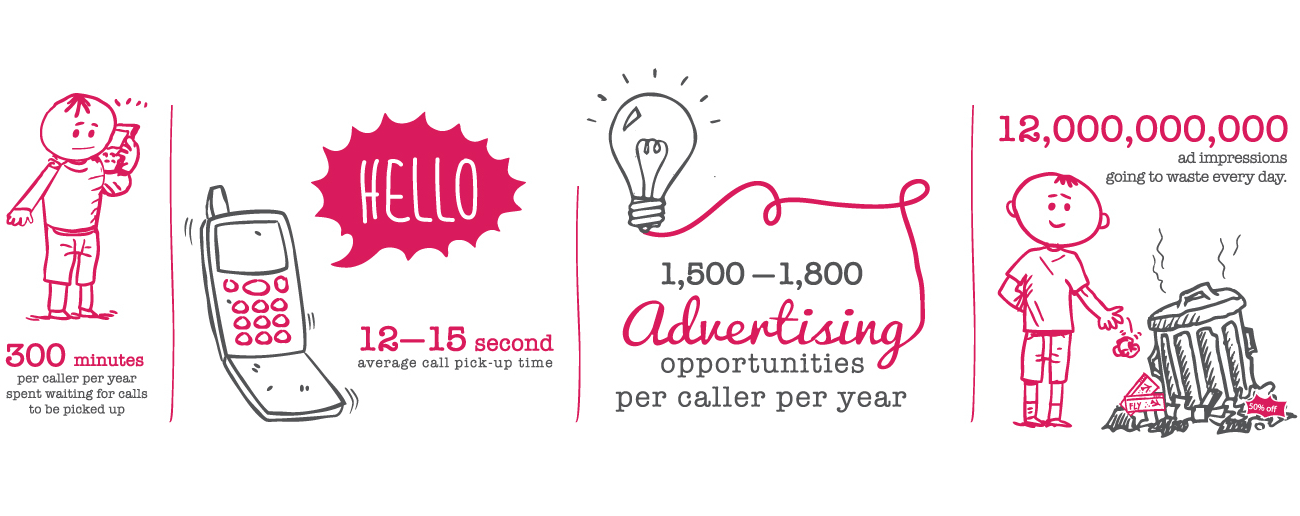 300 minutes
per caller per year
spent waiting for calls
to be picked up
HELLO
12—15 second
average call pick-up time
1,500 —1,800
Advertising
opportunities
per caller per year
12,000,000,000
ad impressions
going to waste every day.
FLY
50% off